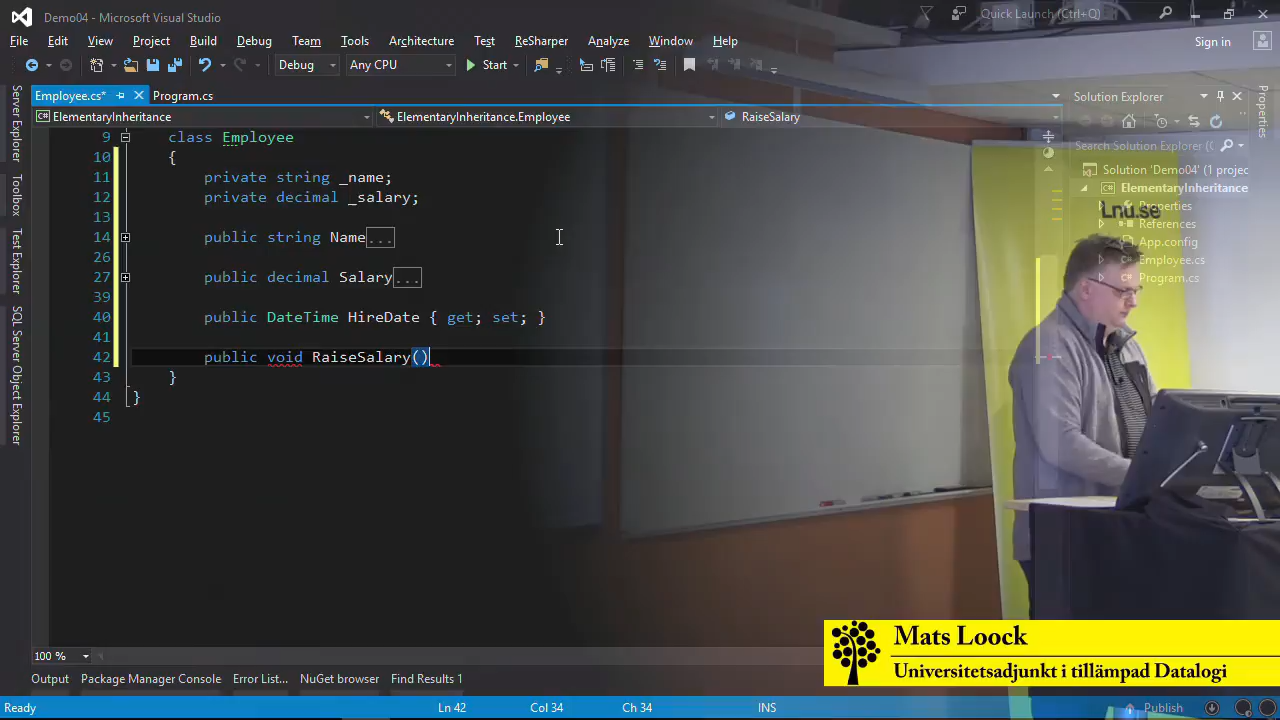 Demo04 - Microsoft Visual Studio
Quick Launch (Ctrl+Q)
File Edit View Project Build Debug Team Tools Architecture Test ReSharper Analyze Window Help
Sign in
Debug Any CPU Start
Employee.cs* Program.cs
ElementaryInheritance ElementaryInheritance.Employee RaiseSalary
9 class Employee
10 {
11 private string _name;
12 private decimal _salary;
13
14 public string Name...
26
27 public decimal Salary...
39
40 public DateTime HireDate { get; set; }
41
42 public void RaiseSalary()
43 }
44 }
45
Server Explorer
Toolbox
Test Explorer
SQL Server Object Explorer
Solution Explorer
Properties
Search Solution Explorer (C
Solution 'Demo04' (1 projec
ElementaryInheritance
Properties
Lnu.se
References
App.config
Employee.cs
Program.cs
100 %
Mats Loock
Universitetsadjunkt i tillämpad Datalogi
Output Package Manager Console Error List... NuGet browser Find Results 1
Ready Ln 42 Col 34 Ch 34 INS Publish